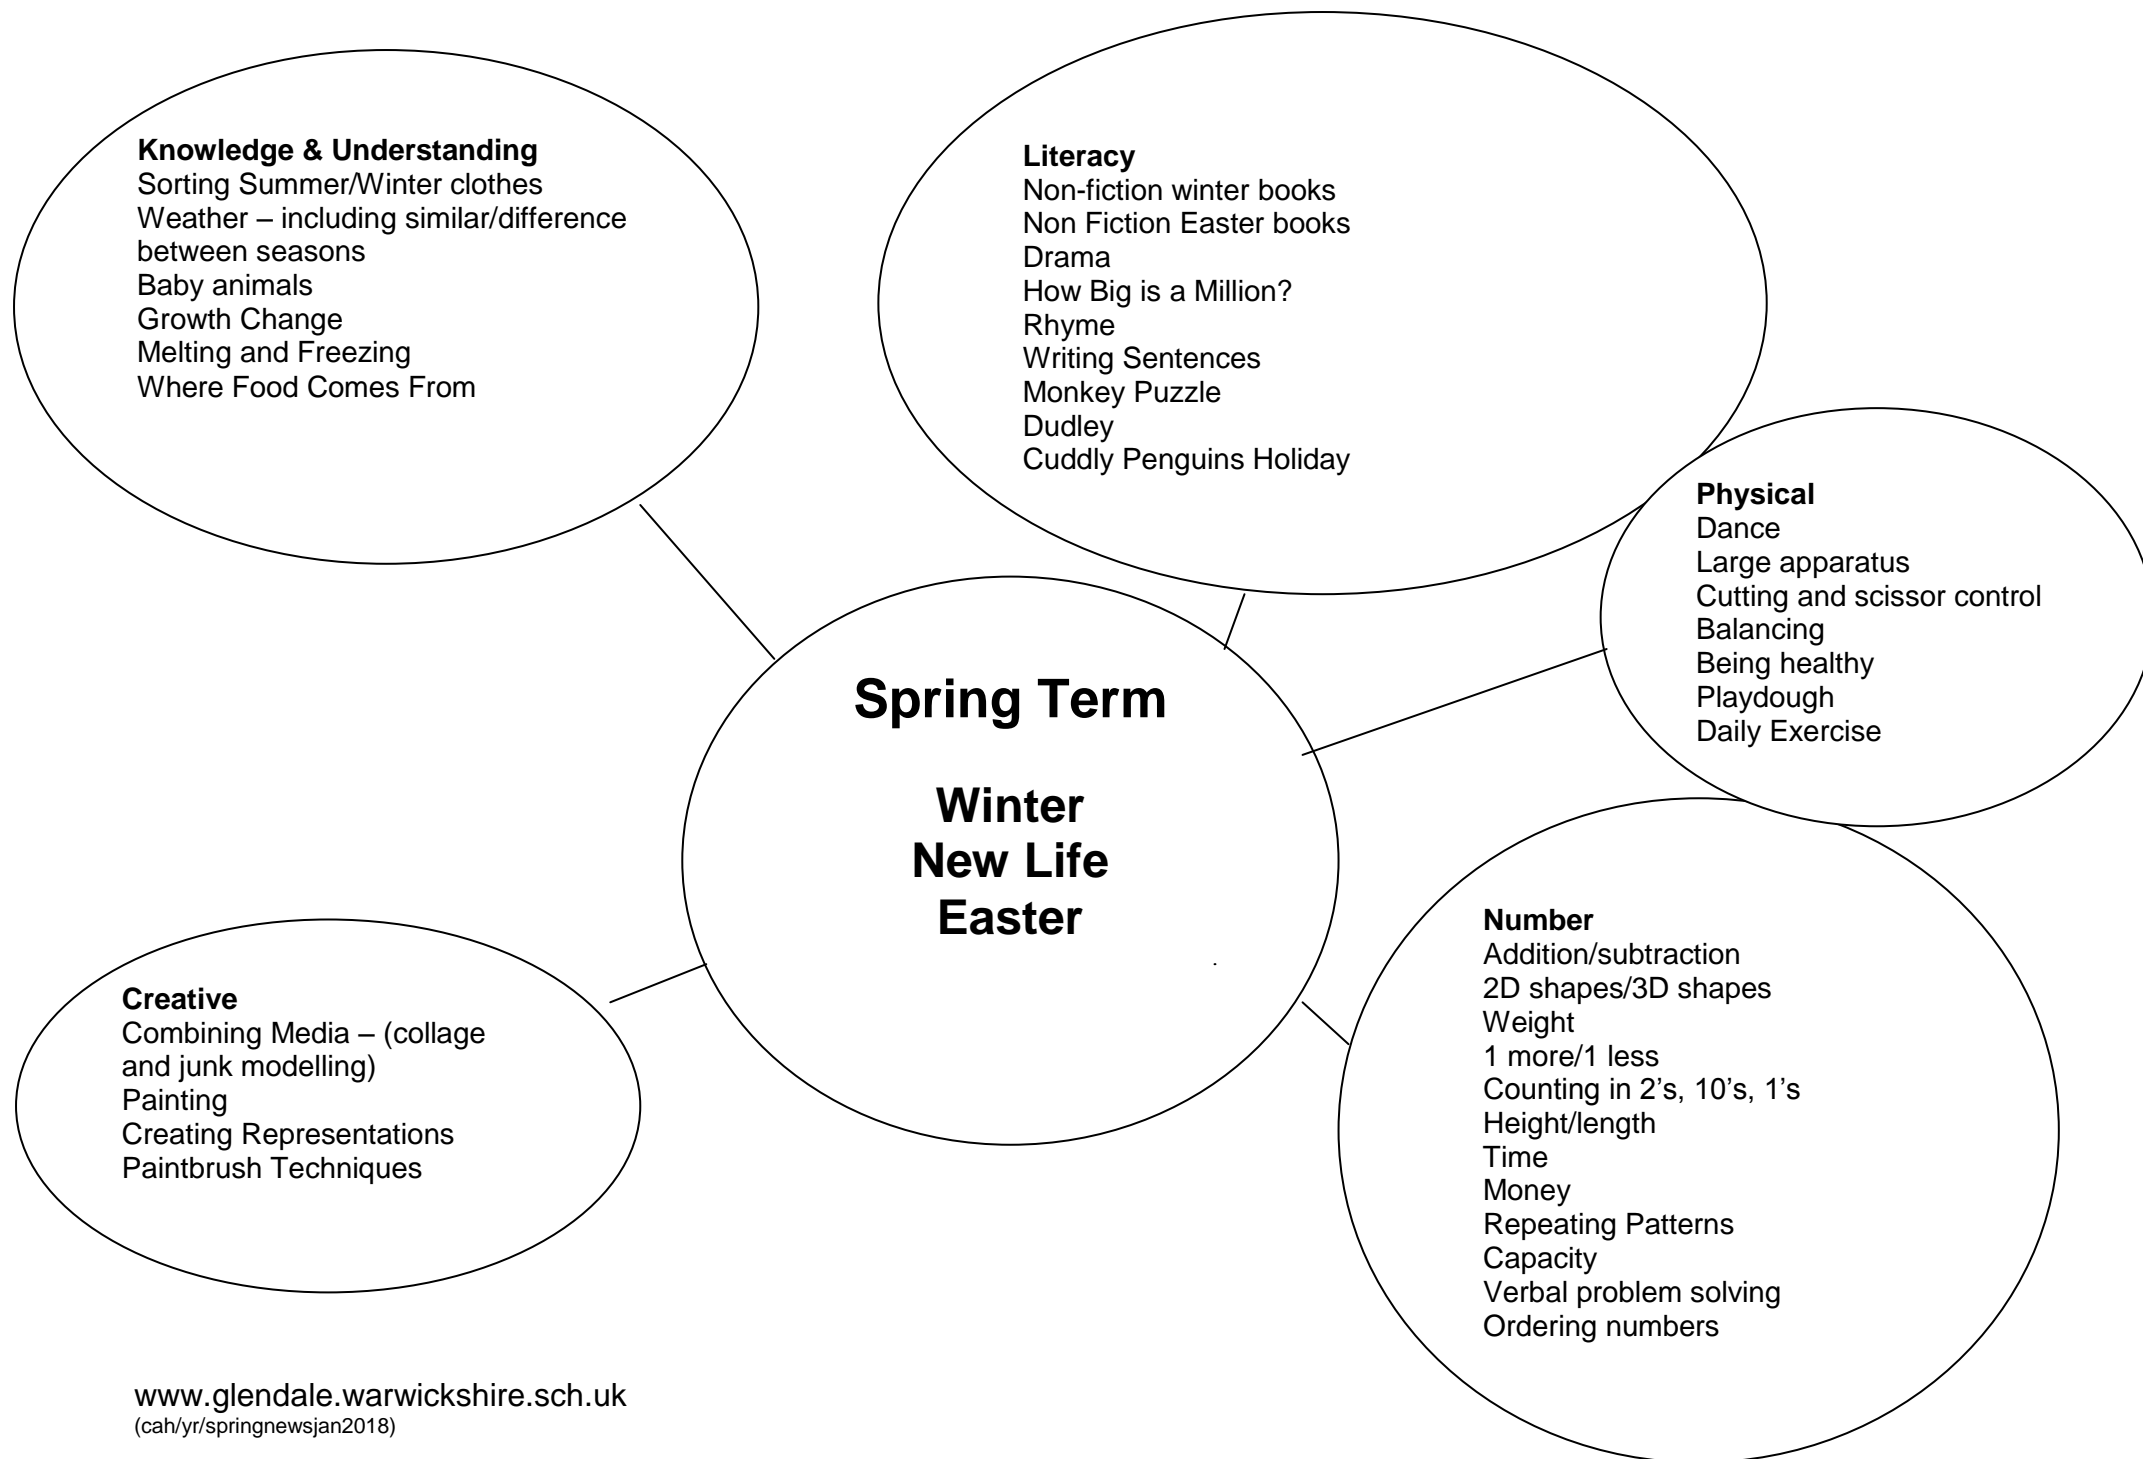 Knowledge & Understanding
Sorting Summer/Winter clothes
Weather – including similar/difference
between seasons
Baby animals
Growth Change
Melting and Freezing
Where Food Comes From
Literacy
Non-fiction winter books
Non Fiction Easter books
Drama
How Big is a Million?
Rhyme
Writing Sentences
Monkey Puzzle
Dudley
Cuddly Penguins Holiday
Physical
Dance
Large apparatus
Cutting and scissor control
Balancing
Being healthy
Playdough
Daily Exercise
Spring Term
Winter
New Life
Easter
.
Creative
Combining Media – (collage
and junk modelling)
Painting
Creating Representations
Paintbrush Techniques
Number
Addition/subtraction
2D shapes/3D shapes
Weight
1 more/1 less
Counting in 2’s, 10’s, 1’s
Height/length
Time
Money
Repeating Patterns
Capacity
Verbal problem solving
Ordering numbers
www.glendale.warwickshire.sch.uk
(cah/yr/springnewsjan2018)